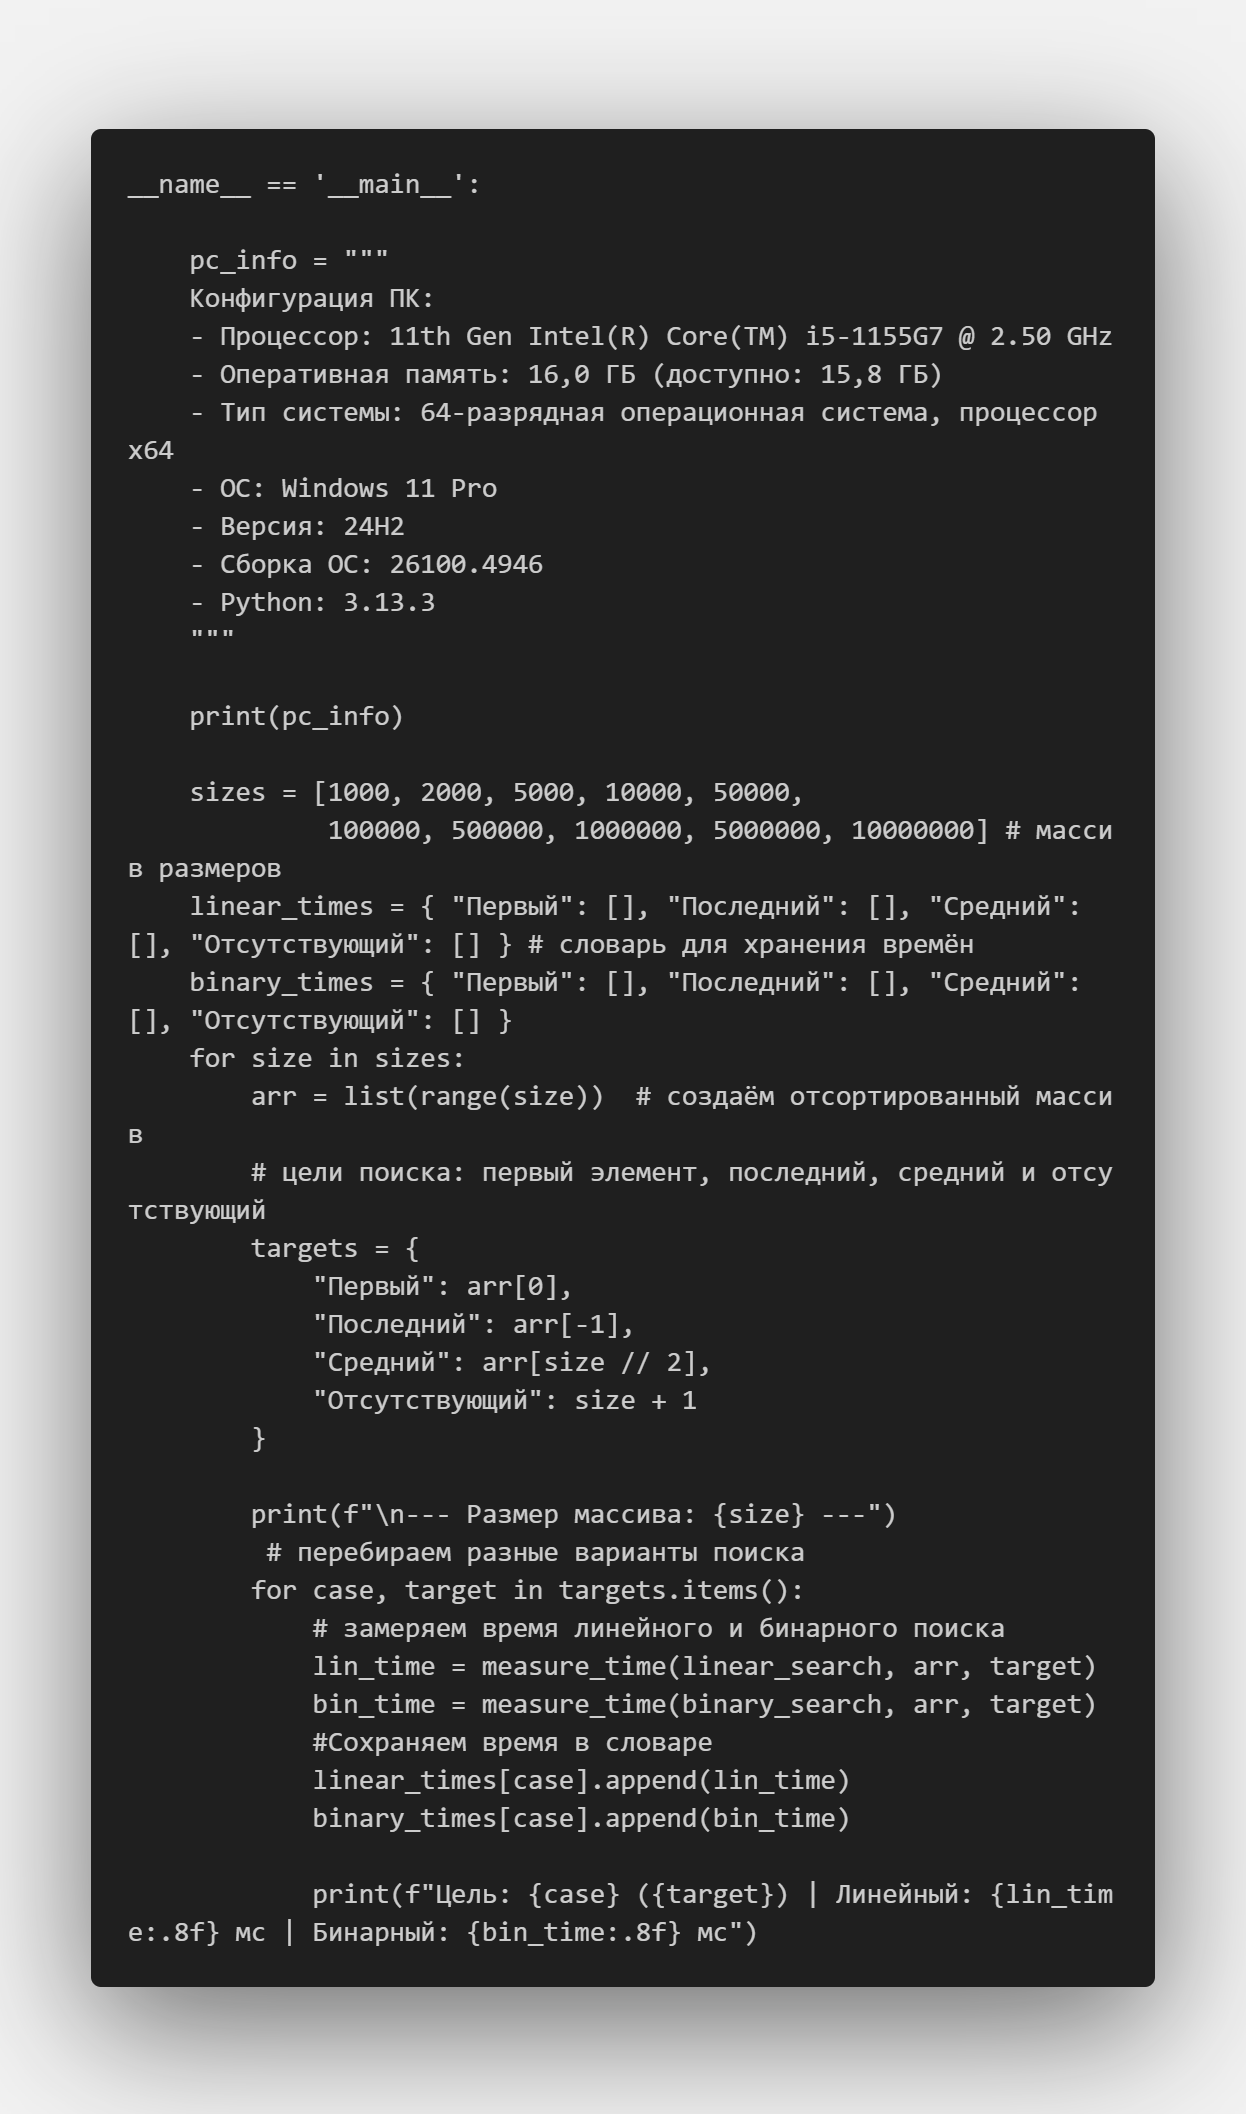 __name__ == '__main__':

    pc_info = """
    Конфигурация ПК:
    - Процессор: 11th Gen Intel(R) Core(TM) i5-1155G7 @ 2.50 GHz
    - Оперативная память: 16,0 ГБ (доступно: 15,8 ГБ)
    - Тип системы: 64-разрядная операционная система, процессор
x64
    - ОС: Windows 11 Pro
    - Версия: 24H2
    - Сборка ОС: 26100.4946
    - Python: 3.13.3
    """

    print(pc_info)

    sizes = [1000, 2000, 5000, 10000, 50000,
             100000, 500000, 1000000, 5000000, 10000000] # масси
в размеров
    linear_times = { "Первый": [], "Последний": [], "Средний":
[], "Отсутствующий": [] } # словарь для хранения времён
    binary_times = { "Первый": [], "Последний": [], "Средний":
[], "Отсутствующий": [] }
    for size in sizes:
        arr = list(range(size))  # создаём отсортированный масси
в
        # цели поиска: первый элемент, последний, средний и отсу
тствующий
        targets = {
            "Первый": arr[0],
            "Последний": arr[-1],
            "Средний": arr[size // 2],
            "Отсутствующий": size + 1
        }

        print(f"\n--- Размер массива: {size} ---")
         # перебираем разные варианты поиска
        for case, target in targets.items():
            # замеряем время линейного и бинарного поиска
            lin_time = measure_time(linear_search, arr, target)
            bin_time = measure_time(binary_search, arr, target)
            #Сохраняем время в словаре
            linear_times[case].append(lin_time)
            binary_times[case].append(bin_time)

            print(f"Цель: {case} ({target}) | Линейный: {lin_tim
e:.8f} мс | Бинарный: {bin_time:.8f} мс")